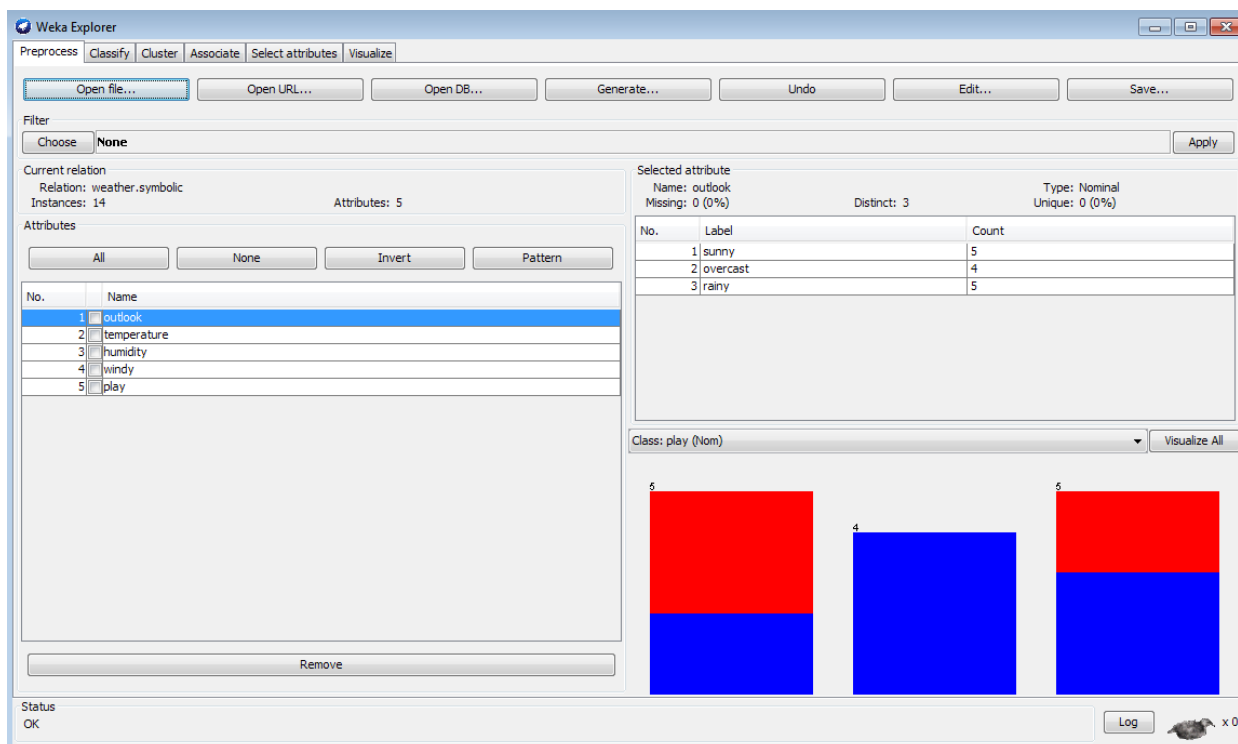 Weka Explorer
Preprocess Classify Cluster Associate Select attributes Visualize
Open file... Open URL... Open DB... Generate... Undo Edit... Save...
Filter
Choose None Apply
Current relation
Relation: weather.symbolic
Instances: 14 Attributes: 5
Attributes
All None Invert Pattern
No. Name
1 outlook
2 temperature
3 humidity
4 windy
5 play
Remove
Selected attribute
Name: outlook Type: Nominal
Missing: 0 (0%) Distinct: 3 Unique: 0 (0%)
No. Label Count
1 sunny 5
2 overcast 4
3 rainy 5
Class: play (Nom) Visualize All
5 4 5
Status
OK Log x 0